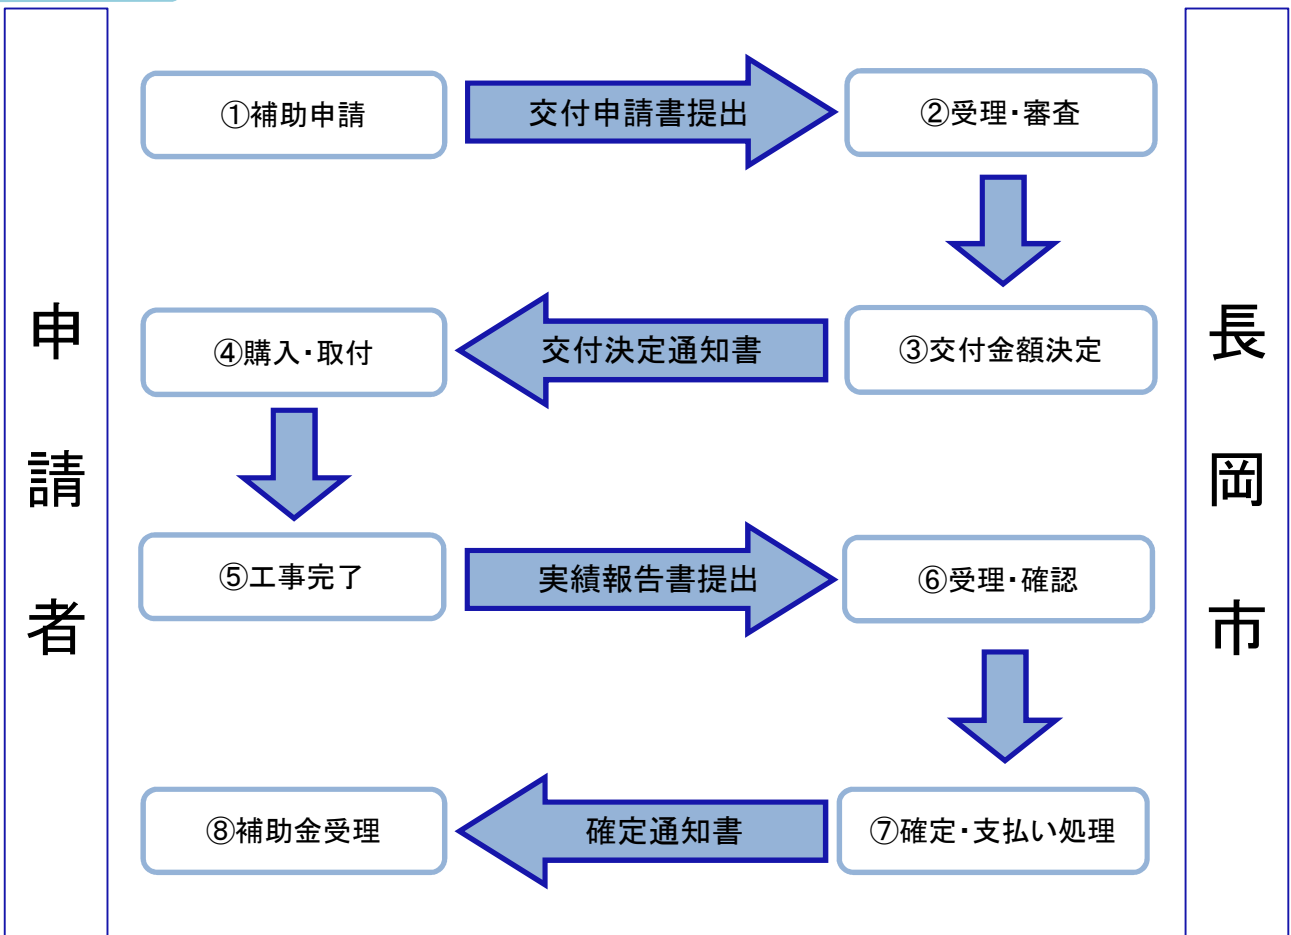 申請者
①補助申請
交付申請書提出
②受理・審査
③交付金額決定
交付決定通知書
④購入・取付
⑤工事完了
実績報告書提出
⑥受理・確認
⑦確定・支払い処理
確定通知書
⑧補助金受理
長岡市